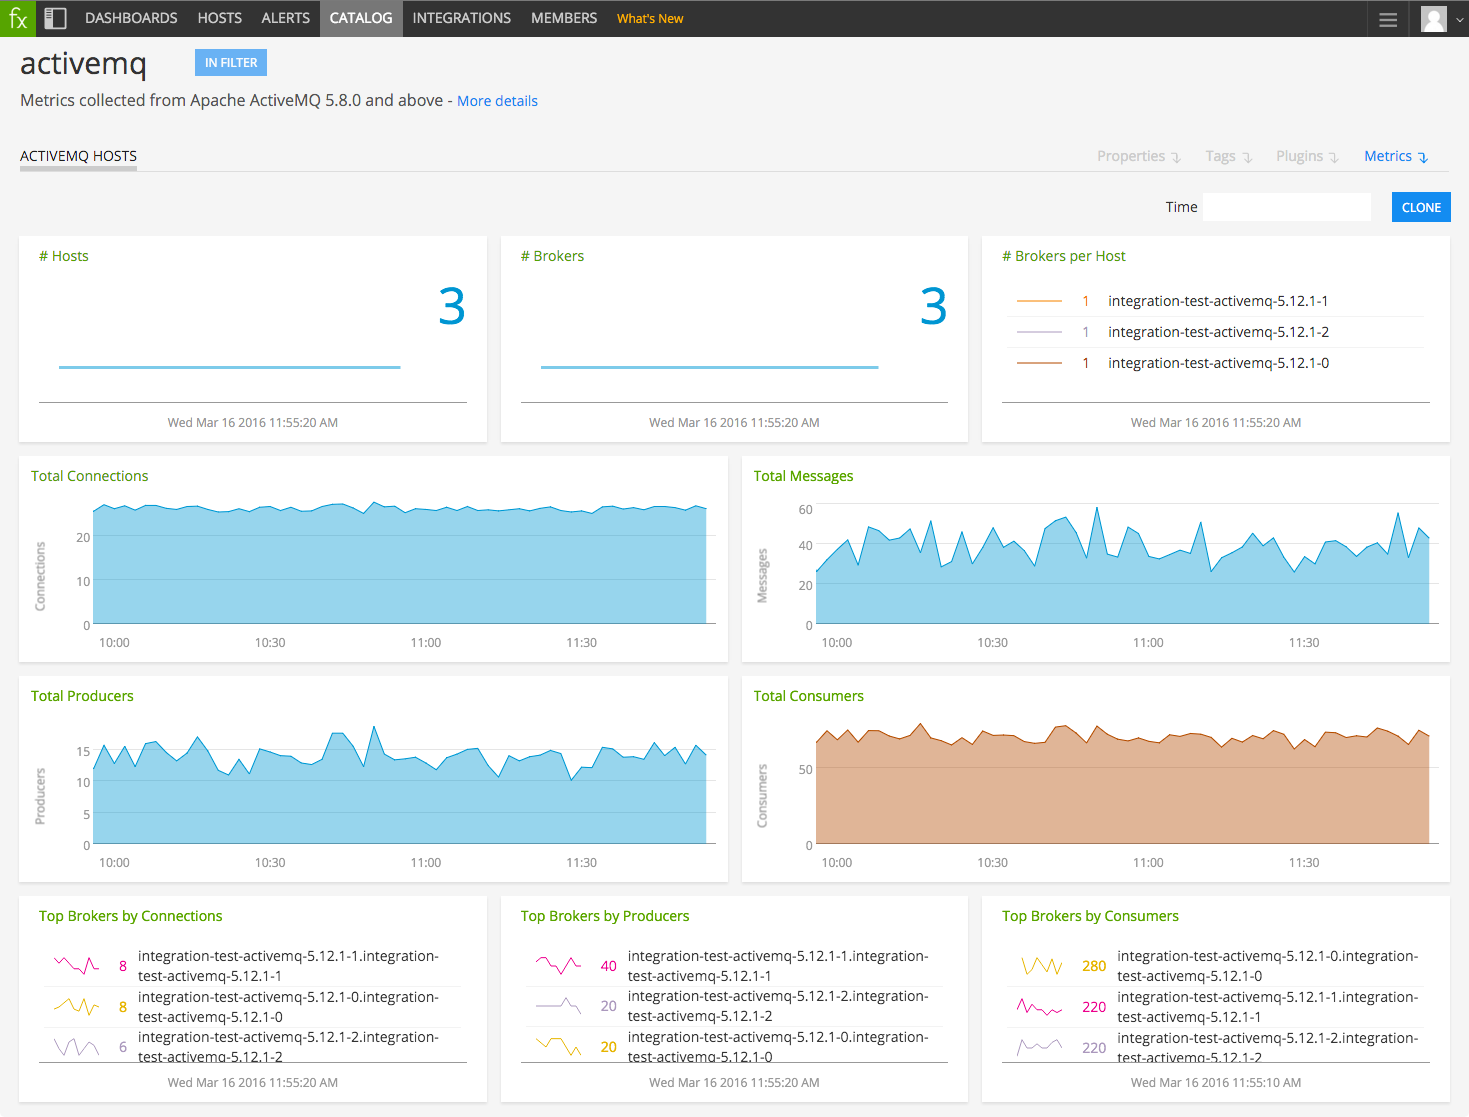 fx DASHBOARDS HOSTS ALERTS CATALOG INTEGRATIONS MEMBERS What's New
activemq IN FILTER
Metrics collected from Apache ActiveMQ 5.8.0 and above - More details
ACTIVEMQ HOSTS Properties Tags Plugins Metrics
Time CLONE
# Hosts
3
Wed Mar 16 2016 11:55:20 AM
# Brokers
3
Wed Mar 16 2016 11:55:20 AM
# Brokers per Host
1 integration-test-activemq-5.12.1-1
1 integration-test-activemq-5.12.1-2
1 integration-test-activemq-5.12.1-0
Wed Mar 16 2016 11:55:20 AM
Total Connections
Connections
20
10
0
10:00 10:30 11:00 11:30
Total Messages
Messages
60
40
20
0
10:00 10:30 11:00 11:30
Total Producers
Producers
15
10
5
0
10:00 10:30 11:00 11:30
Total Consumers
Consumers
50
0
10:00 10:30 11:00 11:30
Top Brokers by Connections
8 integration-test-activemq-5.12.1-1.integration-
test-activemq-5.12.1-1
8 integration-test-activemq-5.12.1-0.integration-
test-activemq-5.12.1-0
6 integration-test-activemq-5.12.1-2.integration-
test-activemq-5.12.1-2
Wed Mar 16 2016 11:55:20 AM
Top Brokers by Producers
40 integration-test-activemq-5.12.1-1.integration-
test-activemq-5.12.1-1
20 integration-test-activemq-5.12.1-2.integration-
test-activemq-5.12.1-2
20 integration-test-activemq-5.12.1-0.integration-
test-activemq-5.12.1-0
Wed Mar 16 2016 11:55:20 AM
Top Brokers by Consumers
280 integration-test-activemq-5.12.1-0.integration-
test-activemq-5.12.1-0
220 integration-test-activemq-5.12.1-1.integration-
test-activemq-5.12.1-1
220 integration-test-activemq-5.12.1-2.integration-
test-activemq-5.12.1-2
Wed Mar 16 2016 11:55:10 AM